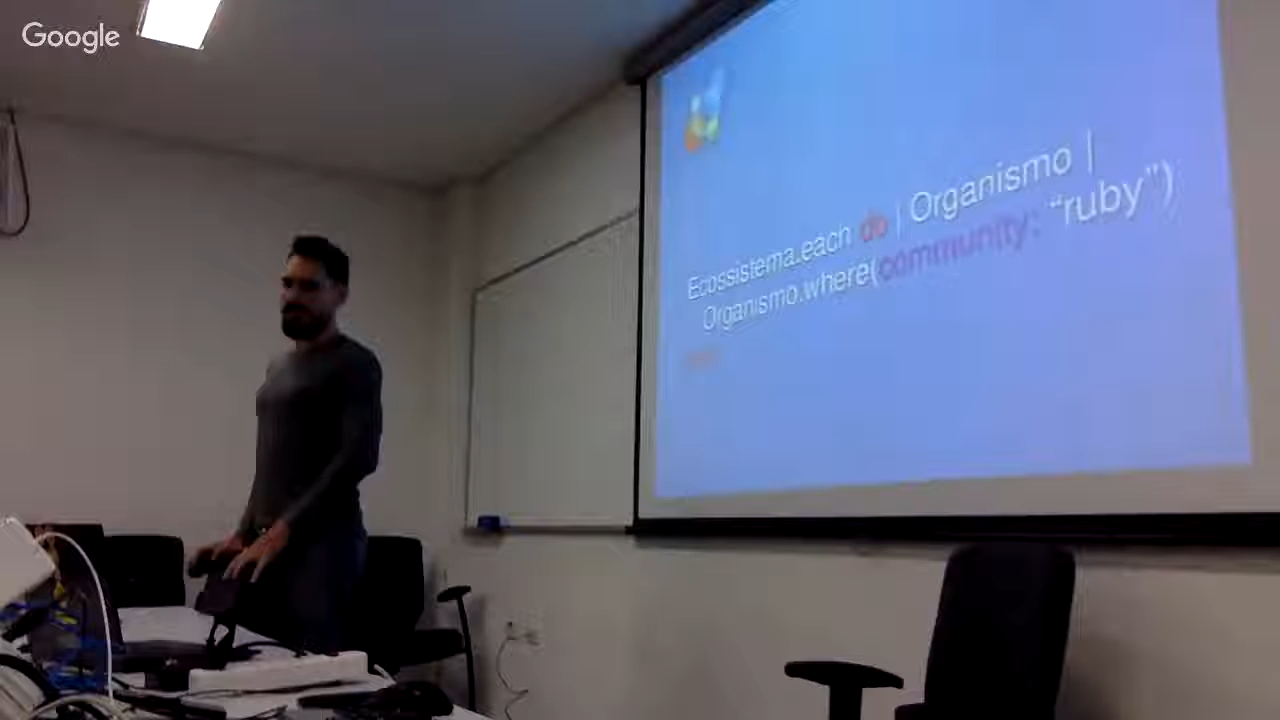 Google
Ecossistema.each do | Organismo |
Organismo.where(community: “ruby”)